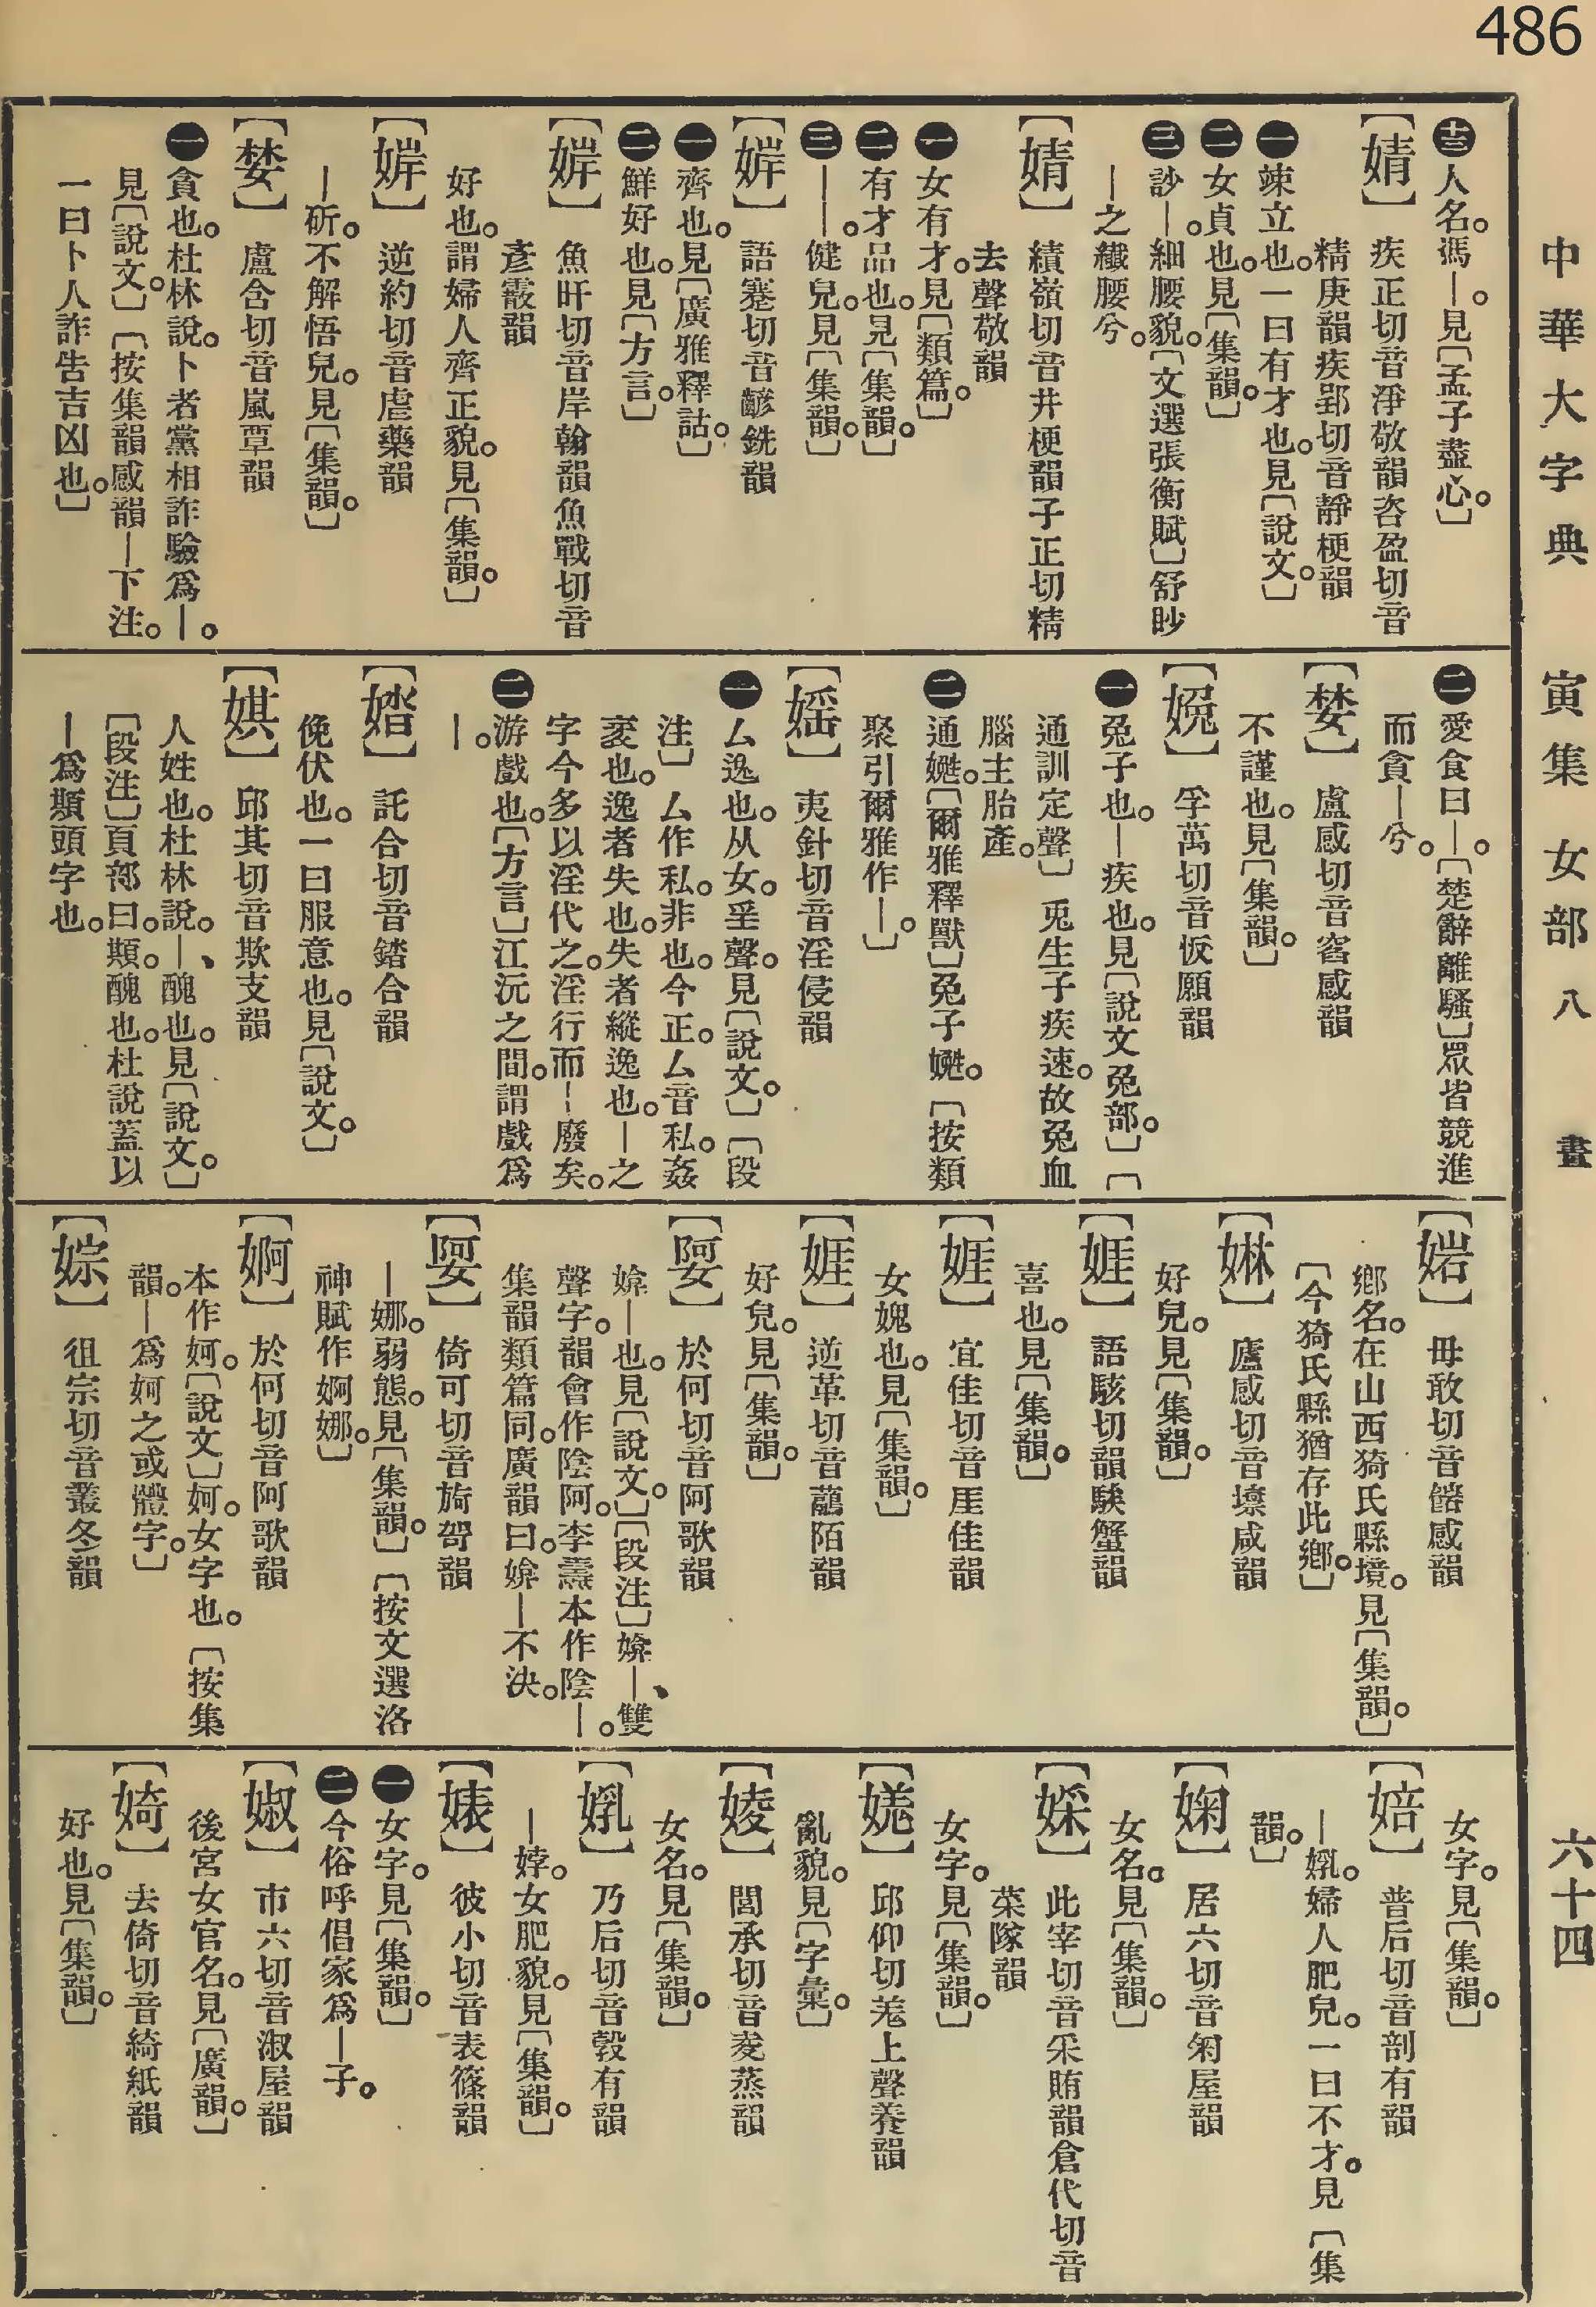 486
中華大字典 寅集 女部 八 畫 六十四
㊂人名。馮—。見〔孟子盡心。〕
〔婧〕 疾正切音淨敬韻咨盈切音
精庚韻疾郢切音靜梗韻
㊀竦立也。一曰有才也。見〔說文。〕
㊁女貞也。見〔集韻。〕
㊂訬—。細腰貌。〔文選張衡賦〕舒眇
—之纖腰兮。
〔婧〕 績嶺切音井梗韻子正切精
去聲敬韻
㊀女有才。見〔類篇。〕
㊁有才品也。見〔集韻。〕
㊂——。健皃。見〔集韻。〕
〔婩〕 語蹇切音齴銑韻
㊀齊也。見〔廣雅釋詁。〕
㊁鮮好也。見〔方言。〕
〔婩〕 魚旰切音岸翰韻魚戰切音
彥霰韻
好也。謂婦人齊正貌。見〔集韻。〕
〔婩〕 逆約切音虐藥韻
—斫。不解悟皃。見〔集韻。〕
〔婪〕 盧含切音嵐覃韻
㊀貪也。杜林說。卜者黨相詐驗爲—。
見〔說文。〕〔按集韻感韻—下注。
一曰卜人詐告吉凶也。〕
㊁愛食曰—。〔楚辭離騷〕眾皆競進
而貪—兮。
〔婪〕 盧感切音窞感韻
不謹也。見〔集韻。〕
〔娩〕 孚萬切音㤆願韻
㊀兔子也。—疾也。見〔說文兔部。〕〔
通訓定聲〕兎生子疾速。故兔血
腦主胎產。
㊁通嬎。〔爾雅釋獸〕兔子嬎。〔按類
聚引爾雅作—。〕
〔婬〕 夷針切音淫侵韻
㊀厶逸也。从女。㸒聲。見〔說文。〕〔段
注〕厶作私。非也。今正。厶音私。姦
衺也。逸者失也。失者縱逸也。—之
字今多以淫代之。淫行而—廢矣。
㊁游戲也。〔方言〕江沅之間。謂戲爲
—。
〔婚〕 託合切音錔合韻
俛伏也。一曰服意也。見〔說文。〕
〔娸〕 邱其切音欺支韻
人姓也。杜林說。—、醜也。見〔說文。〕
〔段注〕頁部曰。䫏。醜也。杜說蓋以
—爲䫏頭字也。
〔婼〕 毋敢切音䭕感韻
鄉名。在山西猗氏縣境。見〔集韻。〕
〔今猗氏縣猶存此鄉。〕
〔婪〕 盧感切音壈感韻
好皃。見〔集韻。〕
〔娾〕 語駭切韻騃蟹韻
喜也。見〔集韻。〕
〔娾〕 宜佳切音厓佳韻
女媿也。見〔集韻。〕
〔娾〕 逆革切音虉陌韻
好皃。見〔集韻。〕
〔娿〕 於何切音阿歌韻
媕—也。見〔說文。〕〔段注〕媕—、雙
聲字。韻會作陰阿。李燾本作陰—。
集韻類篇同。廣韻曰。媕—不決。
〔娿〕 倚可切音旑哿韻
—娜。弱態。見〔集韻。〕〔按文選洛
神賦作婀娜。〕
〔婀〕 於何切音阿歌韻
本作妸。〔說文〕妸。女字也。〔按集
韻。—爲妸之或體字。〕
〔婃〕 徂宗切音叢冬韻
女字。見〔集韻。〕
〔婄〕 普后切音剖有韻
—㜷。婦人肥皃。一曰不才。見〔集
韻。〕
〔婅〕 居六切音匊屋韻
女名。見〔集韻。〕
〔婇〕 此宰切音采賄韻倉代切音
菜隊韻
女字。見〔集韻。〕
〔嗟〕 邱仰切羌上聲養韻
亂貌。見〔字彙。〕
〔婈〕 閭承切音夌蒸韻
女名。見〔集韻。〕
〔㜷〕 乃后切音㝅有韻
—娝。女肥貌。見〔集韻。〕
〔婊〕 彼小切音表篠韻
㊀女字。見〔集韻。〕
㊁今俗呼倡家爲—子。
〔婌〕 市六切音淑屋韻
後宮女官名。見〔廣韻。〕
〔婍〕 去倚切音綺紙韻
好也。見〔集韻。〕